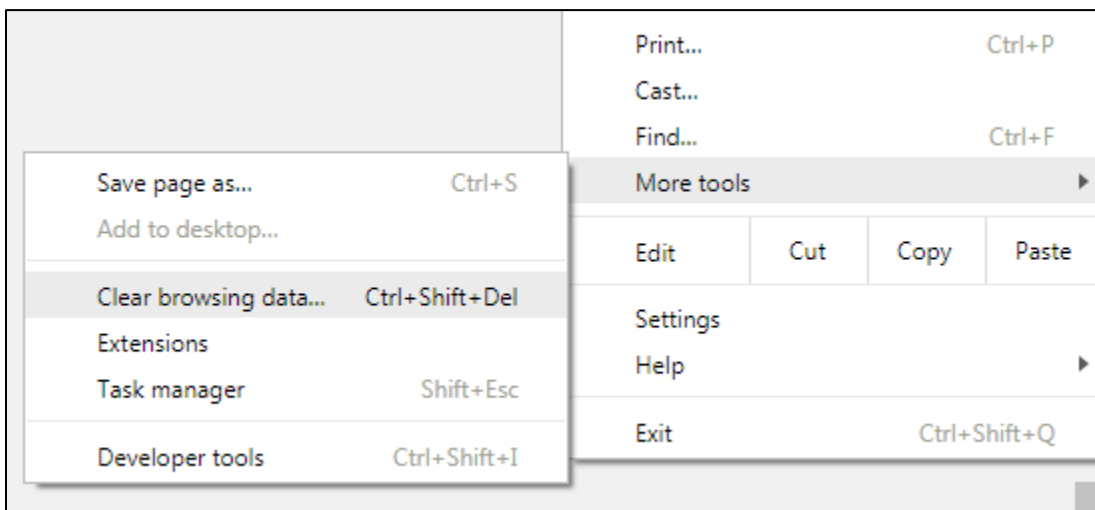 Print... Ctrl+P
Cast...
Find... Ctrl+F
More tools
Edit Cut Copy Paste
Settings
Help
Exit Ctrl+Shift+Q
Save page as... Ctrl+S
Add to desktop...
Clear browsing data... Ctrl+Shift+Del
Extensions
Task manager Shift+Esc
Developer tools Ctrl+Shift+I